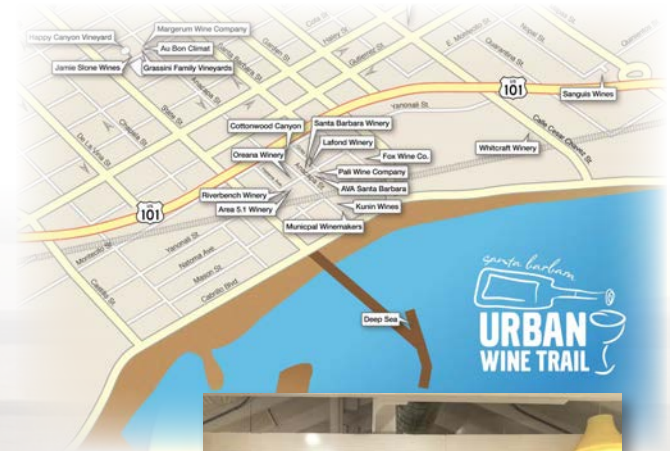 Margerum Wine Company
Happy Canyon Vineyard
Au Bon Climat
Jamie Slone Wines
Grassini Family Vineyards
Cota St.
Haley St.
Gutierrez St.
Garden St.
Santa Barbara St.
Anacapa St.
State St.
Chapala St.
De La Vina St.
E. Montecito St.
Nopal St.
Quarantina St.
US
101
Sanguis Wines
Yanonali St.
Calle Cesar Chavez St.
Cottonwood Canyon
Santa Barbara Winery
Lafond Winery
Oreana Winery
Fox Wine Co.
Whitcraft Winery
Pali Wine Company
AVA Santa Barbara
Riverbench Winery
Area 5.1 Winery
Kunin Wines
Municpal Winemakers
US
101
Montecito St.
Yanonali St.
Natoma Ave
Mason St.
Cabrillo Blvd
Castillo St.
Deep Sea
santa barbara
URBAN
WINE TRAIL